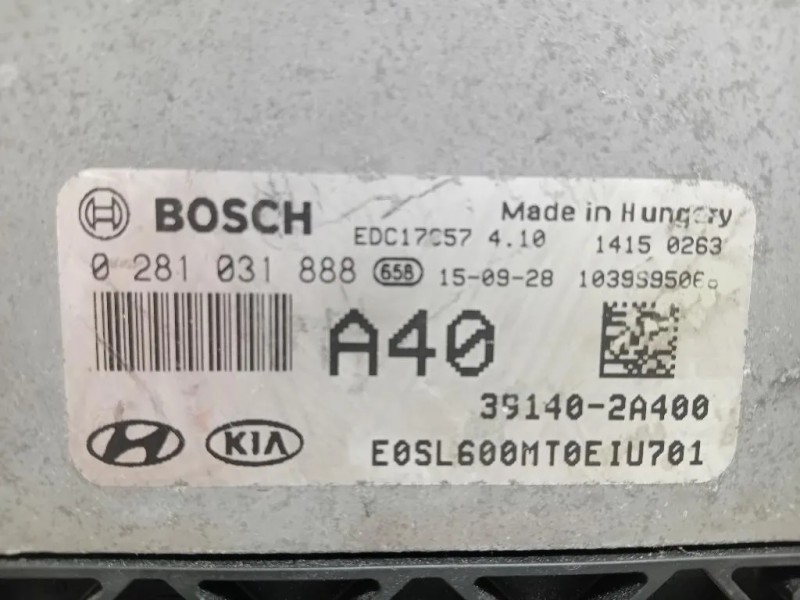 BOSCH
Made in Hungary
EDC17C57 4.10
1415 0263
0 281 031 888 658 15-09-28
A40
39140-2A400
KIA
E0SL600MT0EIU701